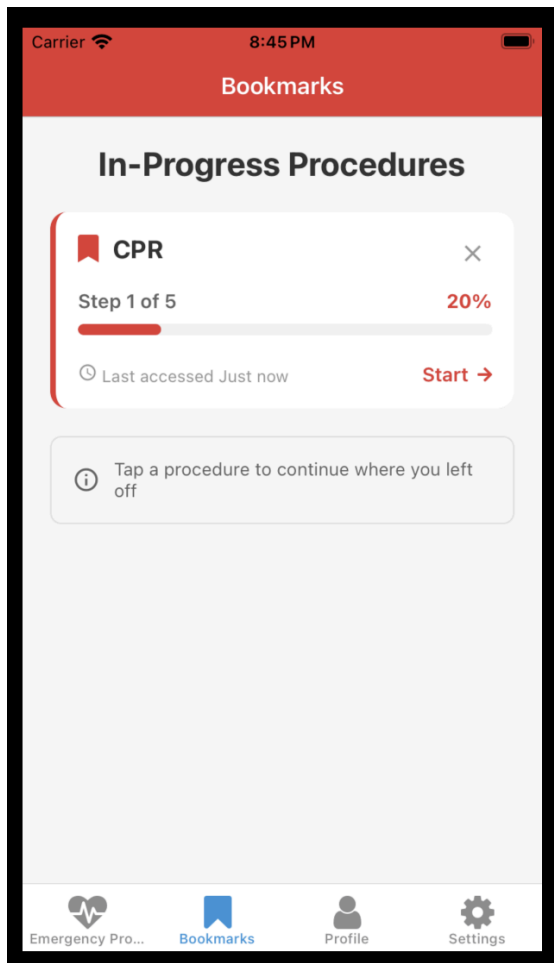 Carrier 8:45 PM
Bookmarks
In-Progress Procedures
CPR
Step 1 of 5 20%
Last accessed Just now Start →
Tap a procedure to continue where you left
off
Emergency Pro... Bookmarks Profile Settings